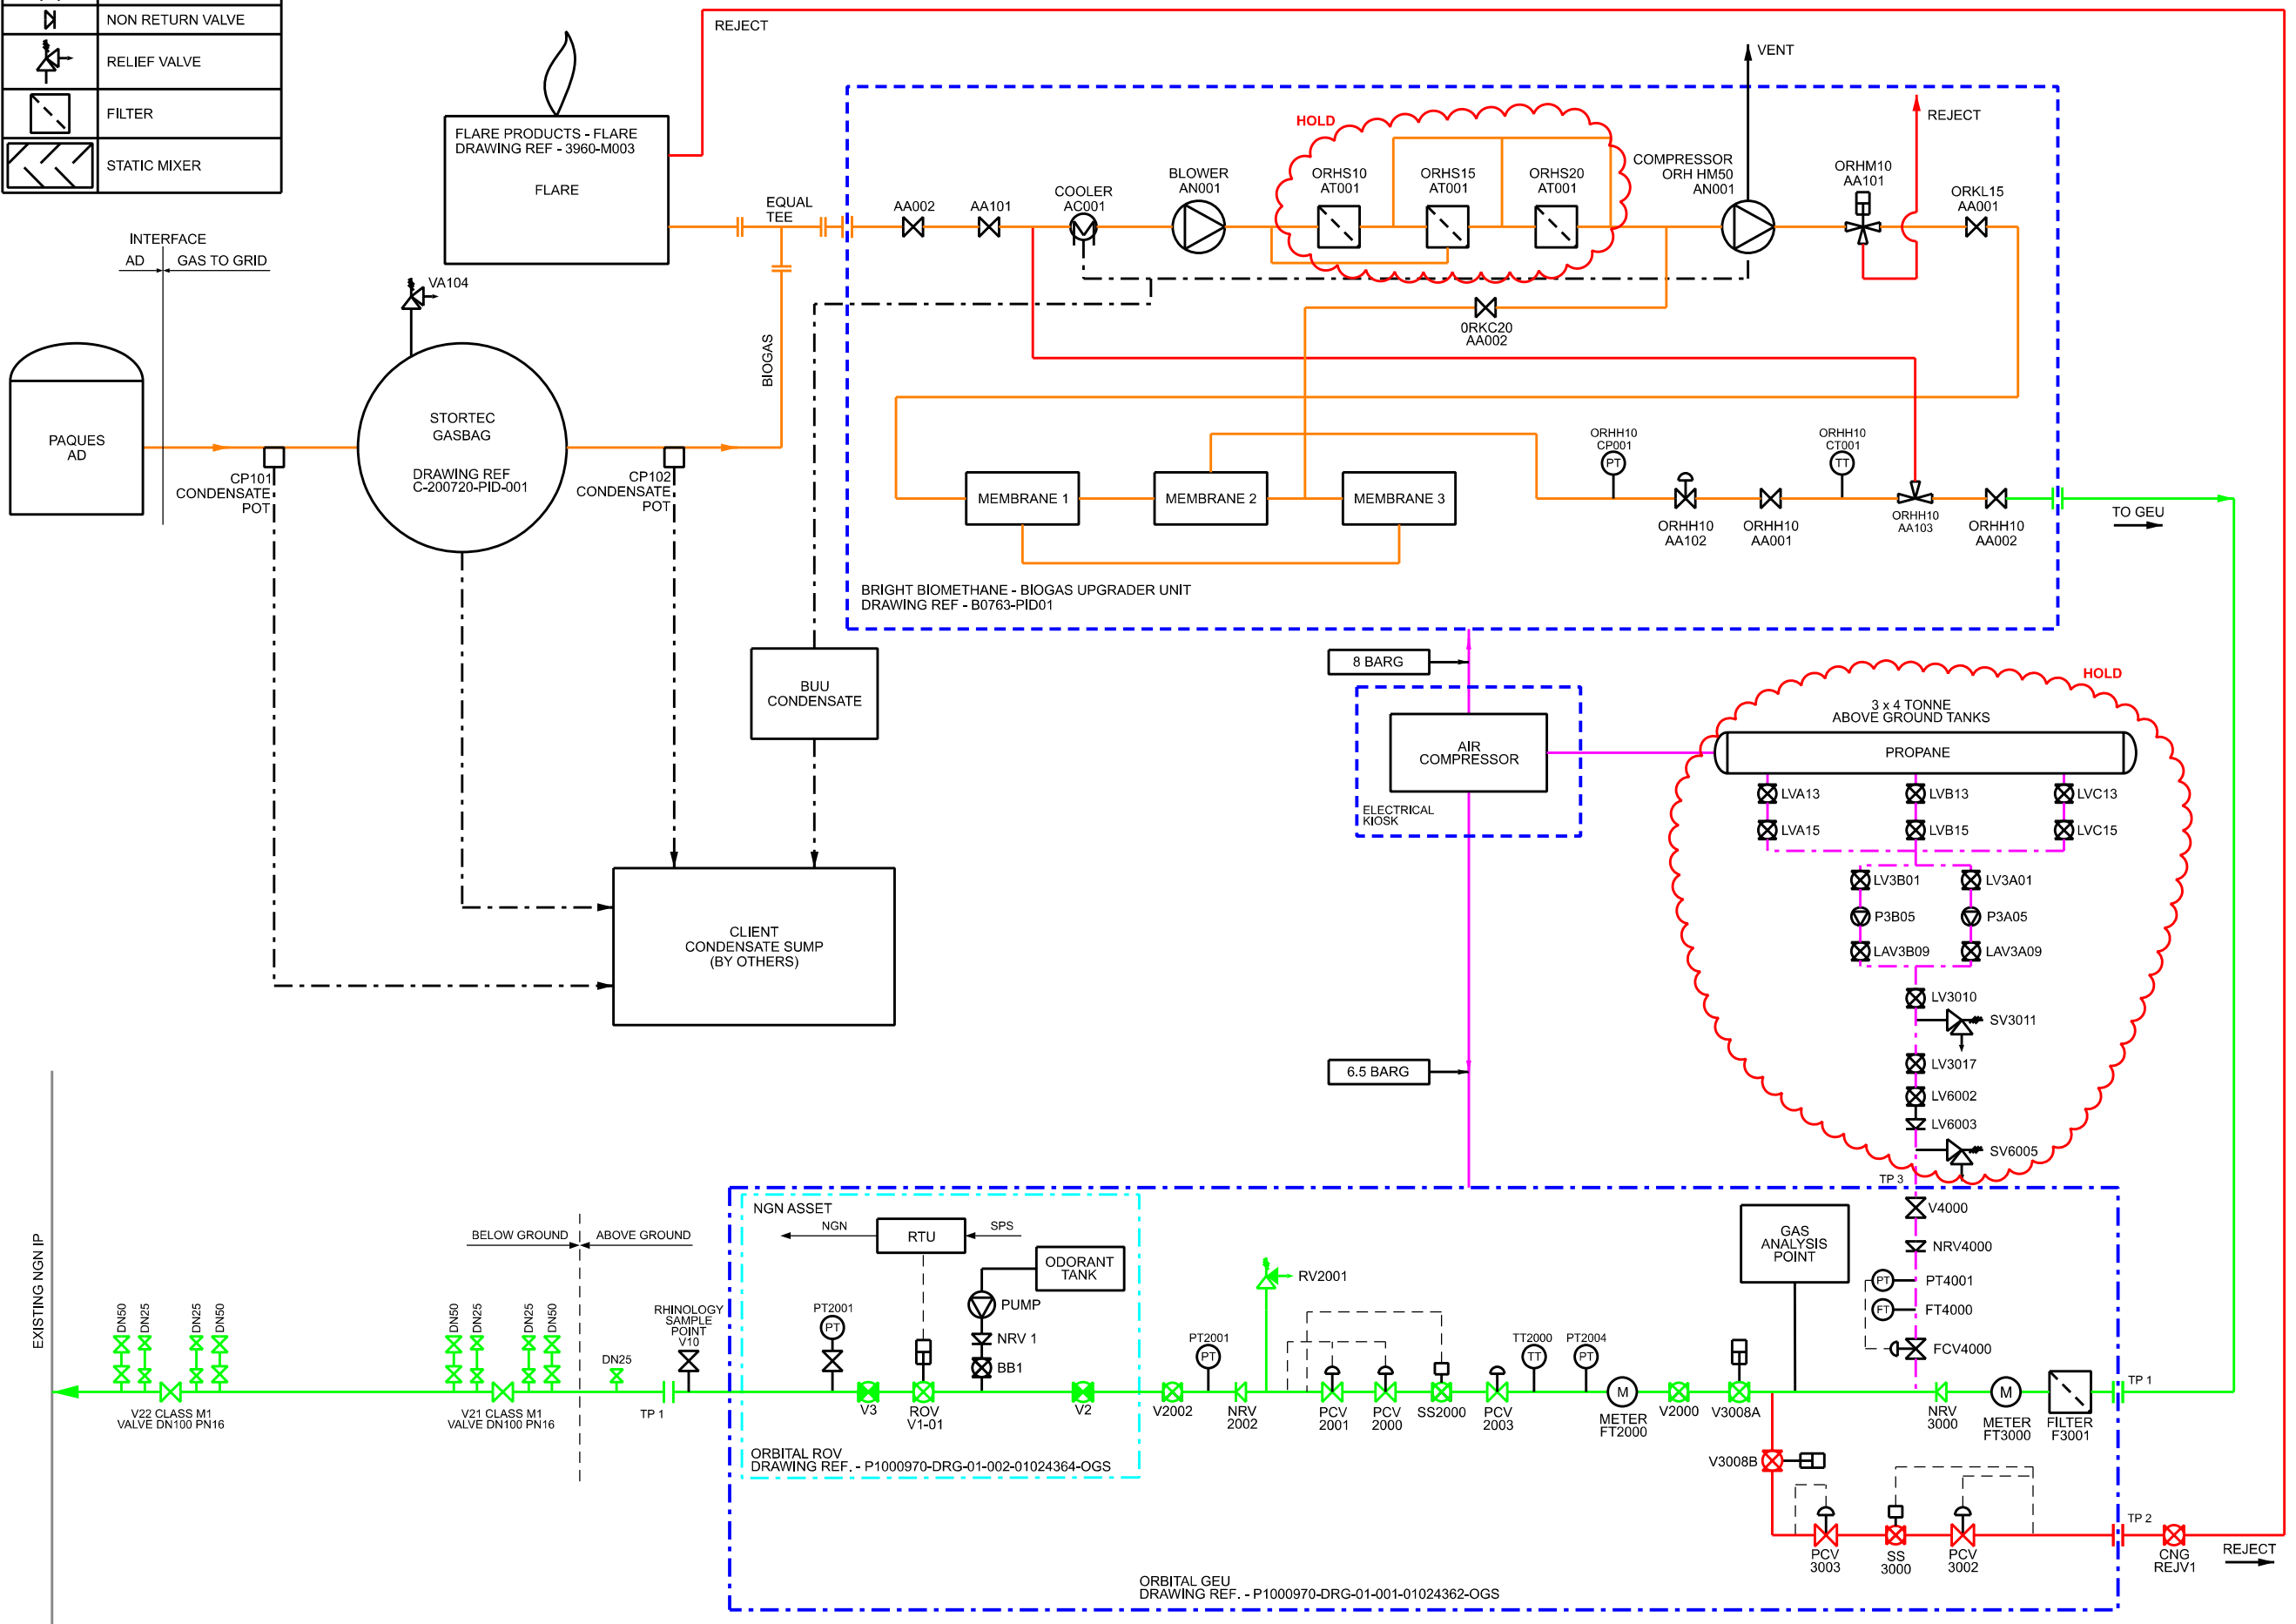 NON RETURN VALVE
RELIEF VALVE
FILTER
STATIC MIXER
REJECT
FLARE PRODUCTS - FLARE
DRAWING REF - 3960-M003
FLARE
EQUAL
TEE
BIOGAS
INTERFACE
AD
GAS TO GRID
VA104
PAQUES
AD
CP101
CONDENSATE
POT
STORTEC
GASBAG
DRAWING REF
C-200720-PID-001
CP102
CONDENSATE
POT
AA002
AA101
COOLER
AC001
BLOWER
AN001
HOLD
ORHS10
AT001
ORHS15
AT001
ORHS20
AT001
COMPRESSOR
ORH HM50
AN001
VENT
ORHM10
AA101
REJECT
ORKL15
AA001
0RKC20
AA002
MEMBRANE 1
MEMBRANE 2
MEMBRANE 3
ORHH10
CP001
PT
ORHH10
AA102
ORHH10
AA001
ORHH10
CT001
TT
ORHH10
AA103
ORHH10
AA002
TO GEU
BRIGHT BIOMETHANE - BIOGAS UPGRADER UNIT
DRAWING REF - B0763-PID01
BUU
CONDENSATE
CLIENT
CONDENSATE SUMP
(BY OTHERS)
8 BARG
AIR
COMPRESSOR
ELECTRICAL
KIOSK
6.5 BARG
HOLD
3 x 4 TONNE
ABOVE GROUND TANKS
PROPANE
LVA13
LVB13
LVC13
LVA15
LVB15
LVC15
LV3B01
LV3A01
P3B05
P3A05
LAV3B09
LAV3A09
LV3010
SV3011
LV3017
LV6002
LV6003
SV6005
TP 3
V4000
NRV4000
PT
PT4001
FT
FT4000
FCV4000
GAS
ANALYSIS
POINT
EXISTING NGN IP
BELOW GROUND
ABOVE GROUND
DN50
DN25
DN25
DN50
V22 CLASS M1
VALVE DN100 PN16
DN50
DN25
DN25
DN50
V21 CLASS M1
VALVE DN100 PN16
DN25
RHINOLOGY
SAMPLE
POINT
V10
TP 1
NGN ASSET
NGN
RTU
SPS
ODORANT
TANK
PUMP
NRV 1
BB1
PT2001
PT
V3
ROV
V1-01
V2
ORBITAL ROV
DRAWING REF. - P1000970-DRG-01-002-01024364-OGS
V2002
PT2001
PT
NRV
2002
RV2001
PCV
2001
PCV
2000
SS2000
PCV
2003
TT2000
TT
PT2004
PT
M
METER
FT2000
V2000
V3008A
NRV
3000
M
METER
FT3000
FILTER
F3001
TP 1
V3008B
PCV
3003
SS
3000
PCV
3002
TP 2
CNG
REJV1
REJECT
ORBITAL GEU
DRAWING REF. - P1000970-DRG-01-001-01024362-OGS